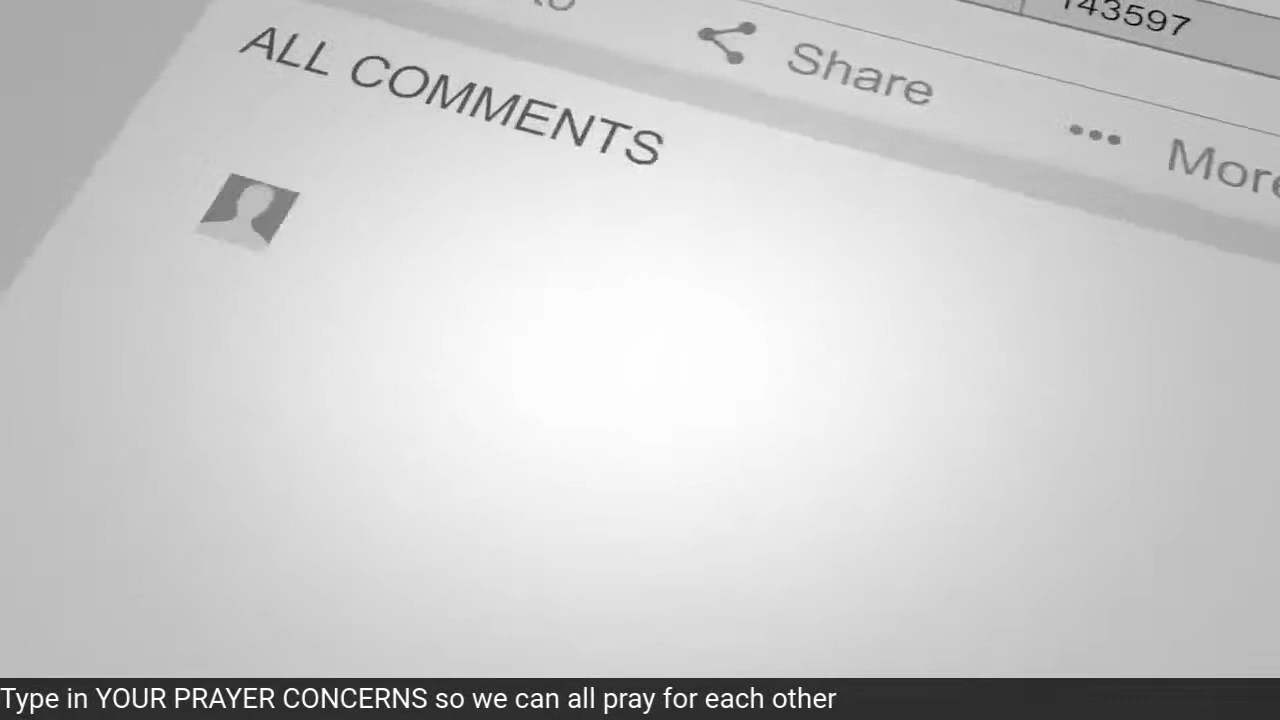 143597
Share
••• More
ALL COMMENTS
Type in YOUR PRAYER CONCERNS so we can all pray for each other